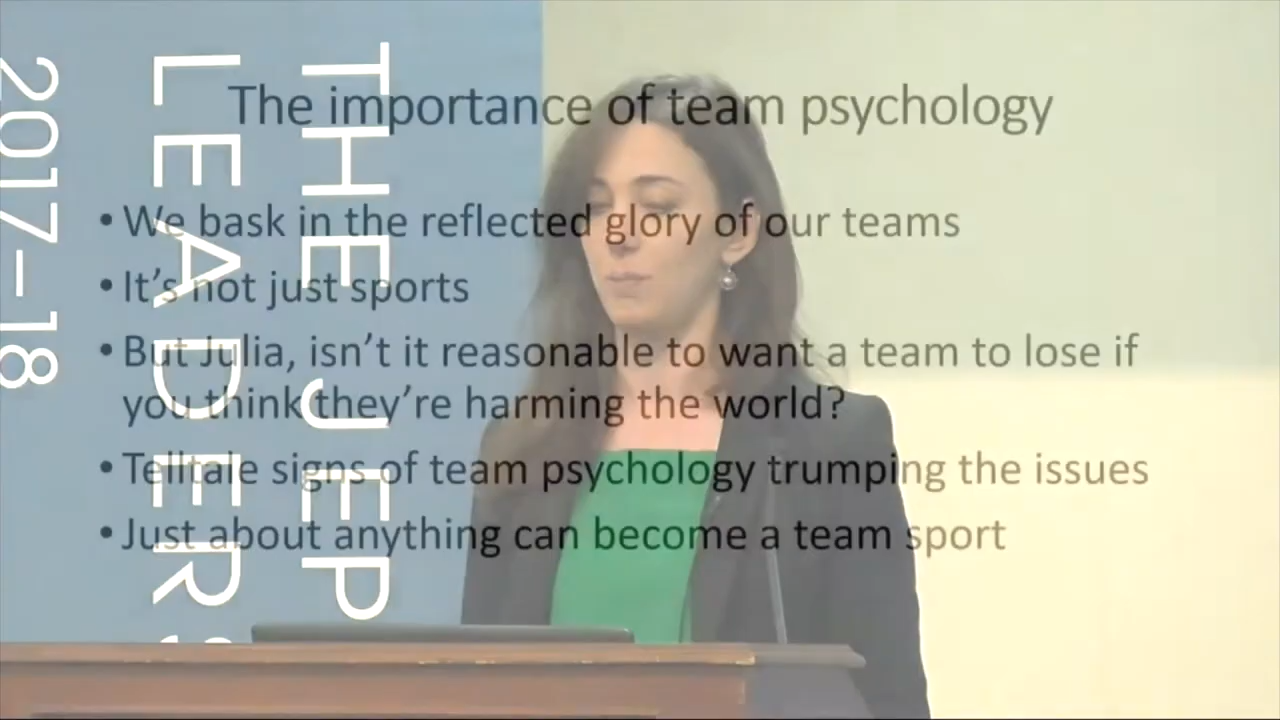 The importance of team psychology
• We bask in the reflected glory of our teams
• It's not just sports
• But Julia, isn't it reasonable to want a team to lose if
you think they're harming the world?
• Telltale signs of team psychology trumping the issues
• Just about anything can become a team sport
THE JEP
LEADERS
2017–18